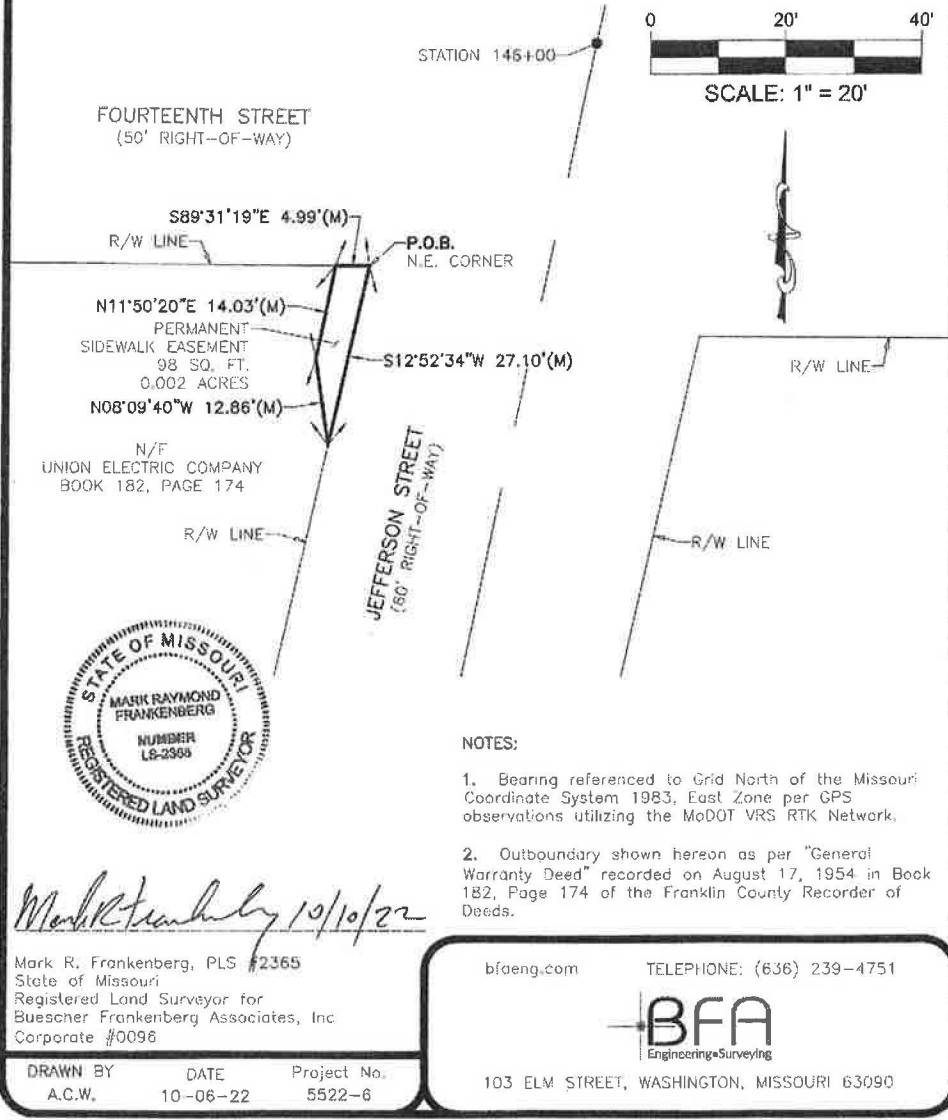 0 20' 40'
SCALE: 1" = 20'
STATION 146+00
FOURTEENTH STREET
(50' RIGHT-OF-WAY)
S89°31'19"E 4.99'(M)
R/W LINE
P.O.B.
N.E. CORNER
N11°50'20"E 14.03'(M)
PERMANENT
SIDEWALK EASEMENT
98 SQ. FT.
0.002 ACRES
S12°52'34"W 27.10'(M)
R/W LINE
N08°09'40"W 12.86'(M)
N/F
UNION ELECTRIC COMPANY
BOOK 182, PAGE 174
JEFFERSON STREET
(60' RIGHT-OF-WAY)
R/W LINE
R/W LINE
STATE OF MISSOURI
MARK RAYMOND
FRANKENBERG
NUMBER
LS-2365
REGISTERED LAND SURVEYOR
NOTES:
1. Bearing referenced to Grid North of the Missouri
Coordinate System 1983, East Zone per GPS
observations utilizing the MoDOT VRS RTK Network.
2. Outboundary shown hereon as per "General
Warranty Deed" recorded on August 17, 1954 in Book
182, Page 174 of the Franklin County Recorder of
Deeds.
Mark R Frankenberg 10/10/22
Mark R. Frankenberg, PLS #2365
State of Missouri
Registered Land Surveyor for
Buescher Frankenberg Associates, Inc
Corporate #0096
DRAWN BY DATE Project No.
A.C.W. 10-06-22 5522-6
bfaeng.com TELEPHONE: (636) 239-4751
BFA
Engineering▪Surveying
103 ELM STREET, WASHINGTON, MISSOURI 63090